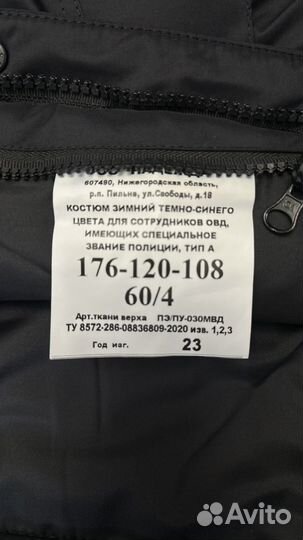 ООО "НАДЕЖДА"
607490, Нижегородская область,
р.п. Пильна, ул.Свободы, д.18
КОСТЮМ ЗИМНИЙ ТЕМНО-СИНЕГО
ЦВЕТА ДЛЯ СОТРУДНИКОВ ОВД,
ИМЕЮЩИХ СПЕЦИАЛЬНОЕ
ЗВАНИЕ ПОЛИЦИИ, ТИП А
176-120-108
60/4
Арт.ткани верха ПЭ/ПУ-030МВД
ТУ 8572-286-08836809-2020 изв. 1,2,3
Год изг. 23
Avito